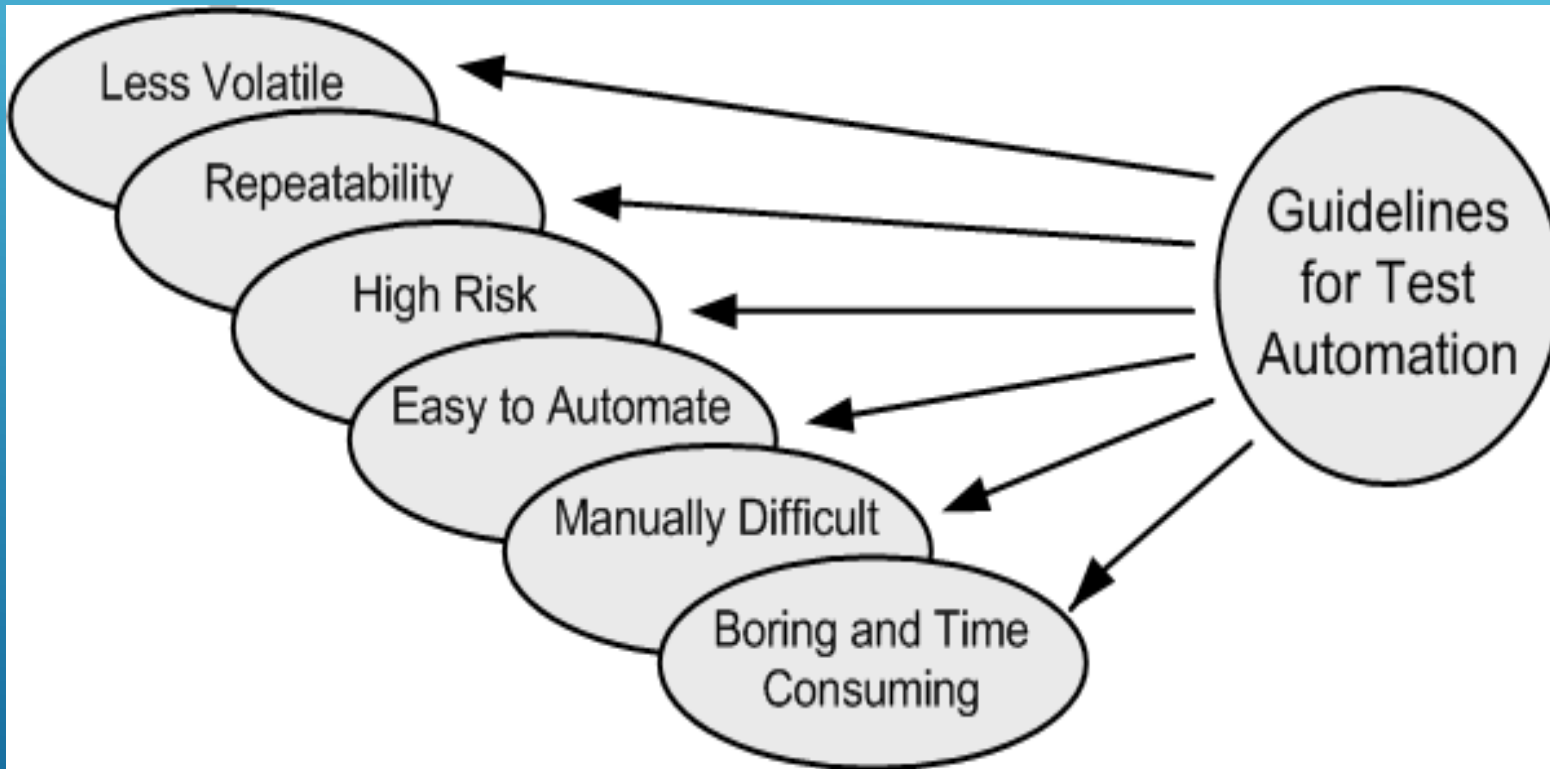 Less Volatile
Repeatability
High Risk
Easy to Automate
Manually Difficult
Boring and Time
Consuming
Guidelines
for Test
Automation